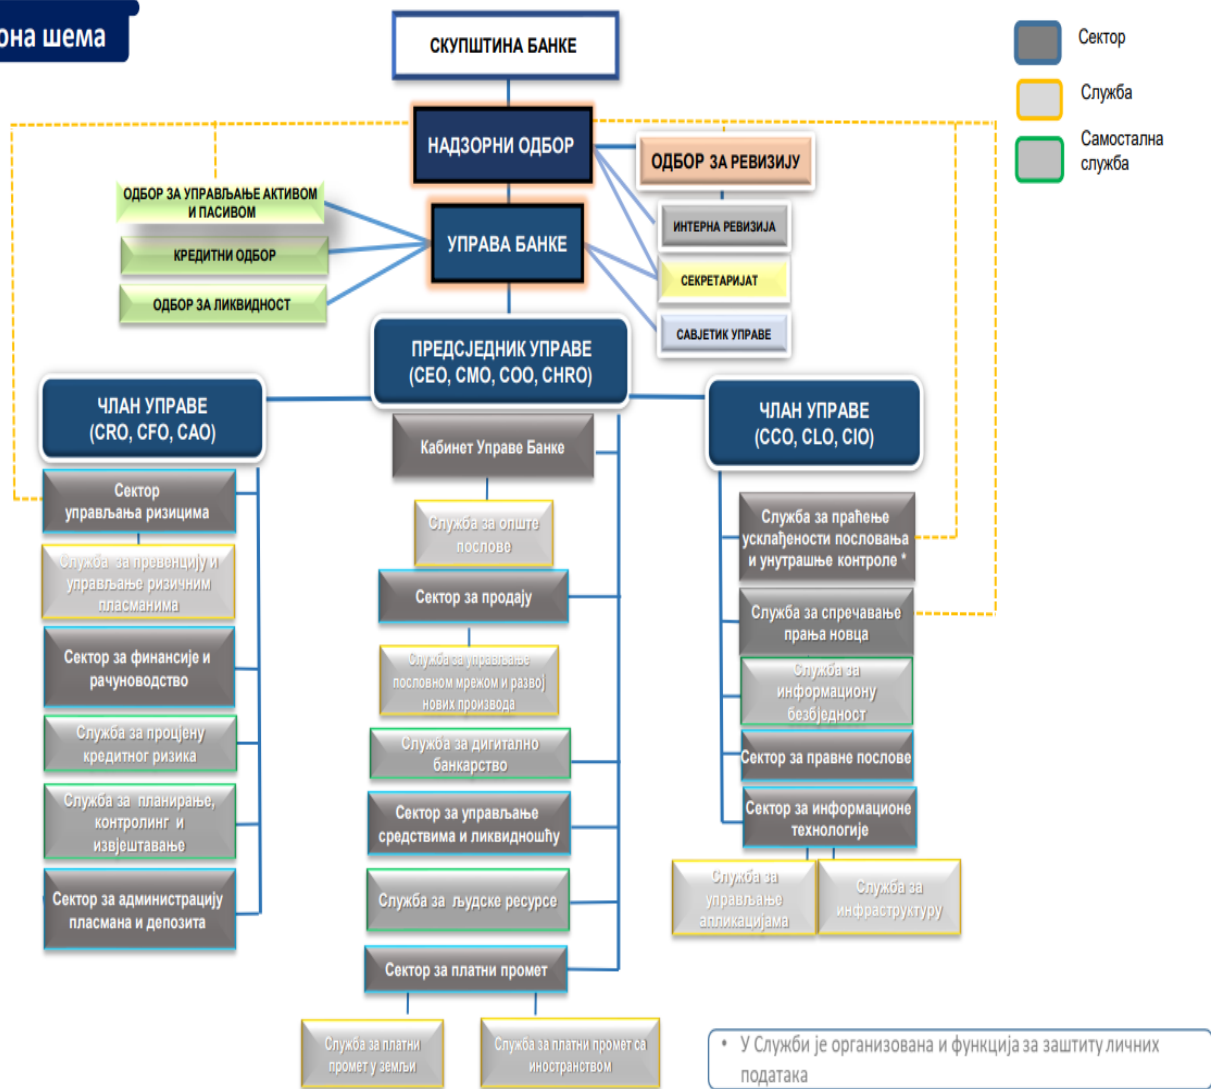 она шема
СКУПШТИНА БАНКЕ
Сектор
Служба
Самостална
служба
НАДЗОРНИ ОДБОР
ОДБОР ЗА РЕВИЗИЈУ
ОДБОР ЗА УПРАВЉАЊЕ АКТИВОМ
И ПАСИВОМ
КРЕДИТНИ ОДБОР
ОДБОР ЗА ЛИКВИДНОСТ
УПРАВА БАНКЕ
ИНТЕРНА РЕВИЗИЈА
СЕКРЕТАРИЈАТ
САВЈЕТИК УПРАВЕ
ПРЕДСЈЕДНИК УПРАВЕ
(CEO, CMO, COO, CHRO)
ЧЛАН УПРАВЕ
(CRO, CFO, CAO)
ЧЛАН УПРАВЕ
(CCO, CLO, CIO)
Сектор
управљања ризицима
Служба за превенцију и
управљање ризичним
пласманима
Сектор за финансије и
рачуноводство
Служба за процјену
кредитног ризика
Служба за планирање,
контролинг и
извјештавање
Сектор за администрацију
пласмана и депозита
Кабинет Управе Банке
Служба за опште
послове
Сектор за продају
Служба за управљање
пословном мрежом и развој
нових производа
Служба за дигитално
банкарство
Сектор за управљање
средствима и ликвидношћу
Служба за људске ресурсе
Сектор за платни промет
Служба за платни
промет у земљи
Служба за платни промет са
иностранством
Служба за праћење
усклађености пословања
и унутрашње контроле *
Служба за спречавање
прања новца
Служба за
информациону
безбједност
Сектор за правне послове
Сектор за информационе
технологије
Служба за
управљање
апликацијама
Служба за
инфраструктуру
• У Служби је организована и функција за заштиту личних
података